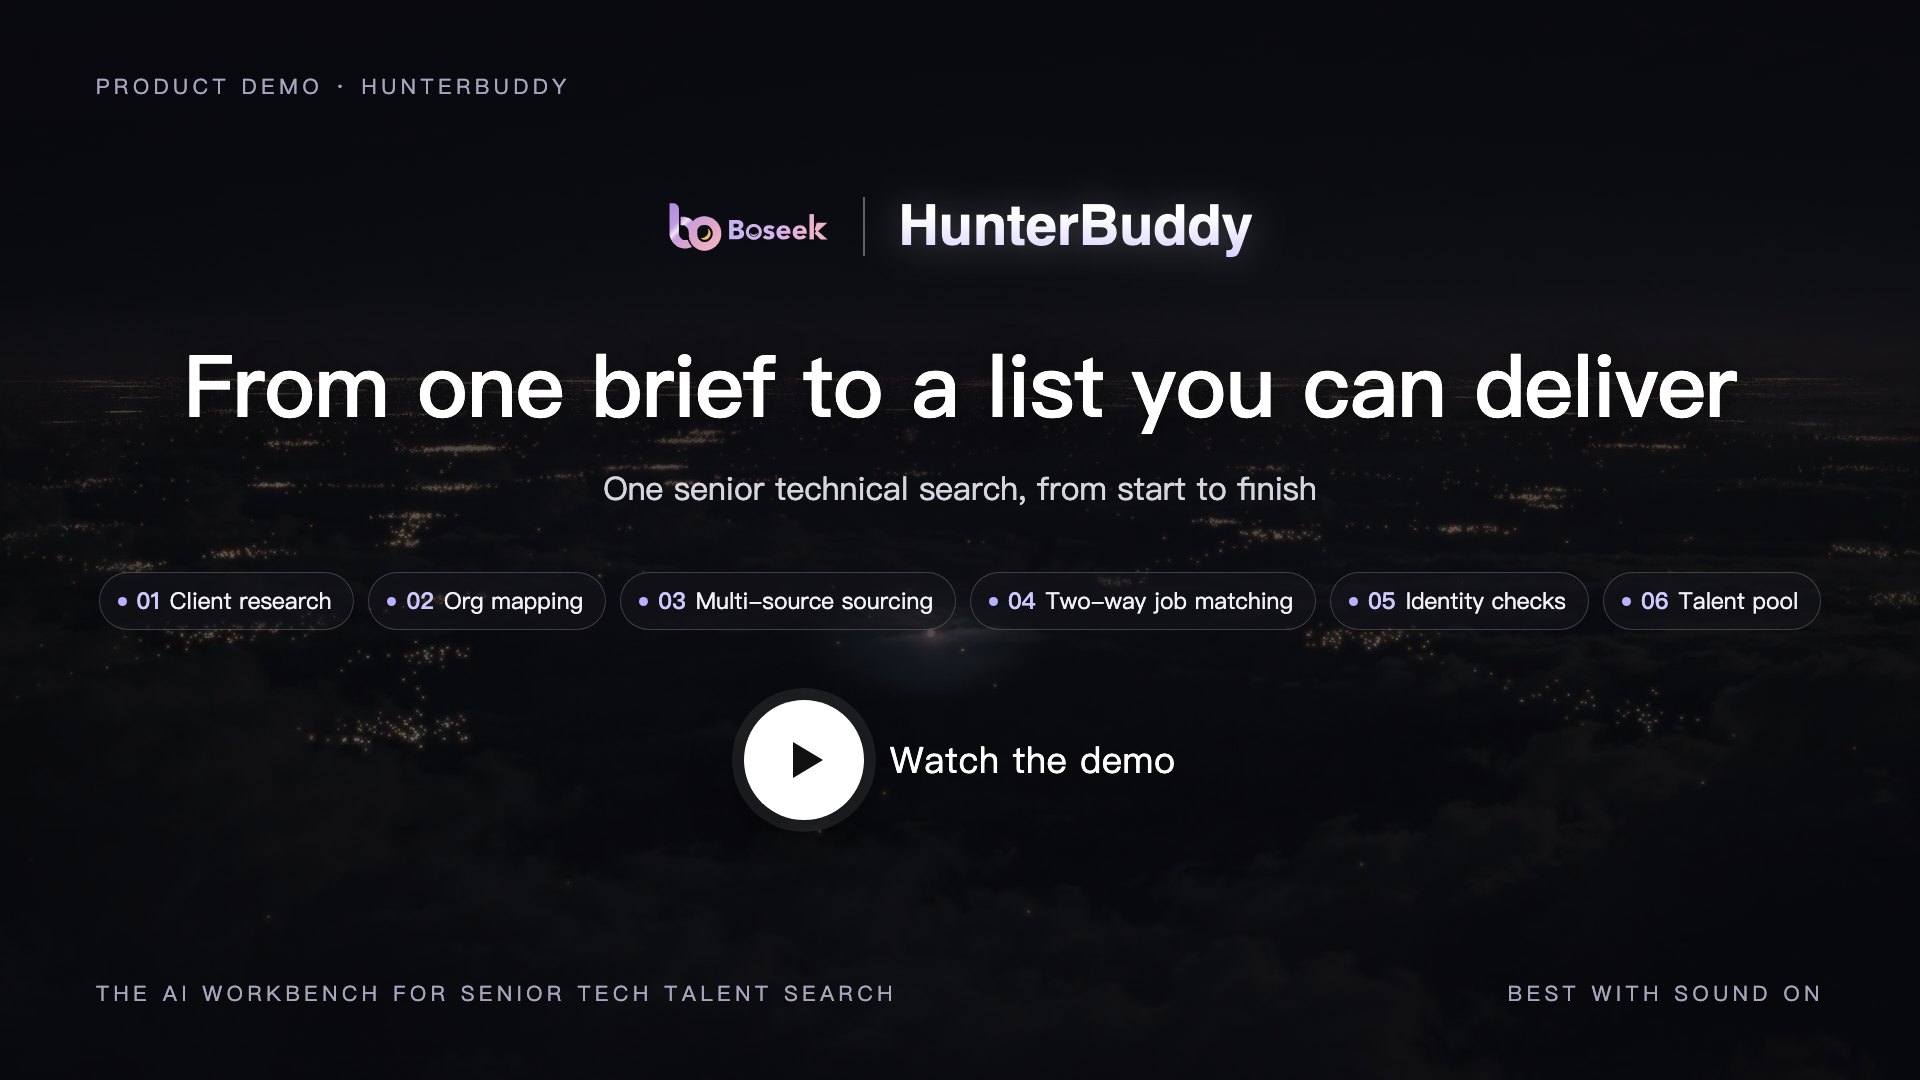 PRODUCT DEMO · HUNTERBUDDY
Boseek
HunterBuddy
From one brief to a list you can deliver
One senior technical search, from start to finish
01 Client research
02 Org mapping
03 Multi–source sourcing
04 Two–way job matching
05 Identity checks
06 Talent pool
Watch the demo
THE AI WORKBENCH FOR SENIOR TECH TALENT SEARCH
BEST WITH SOUND ON